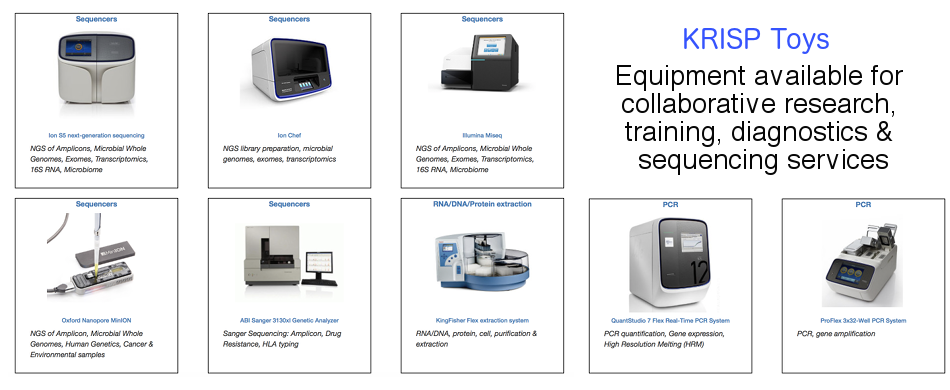 Sequencers
Ion S5 next-generation sequencing
NGS of Amplicons, Microbial Whole
Genomes, Exomes, Transcriptomics,
16S RNA, Microbiome
Sequencers
Ion Chef
NGS library preparation, microbial
genomes, exomes, transcriptomics
Sequencers
Illumina Miseq
NGS of Amplicons, Microbial Whole
Genomes, Exomes, Transcriptomics,
16S RNA, Microbiome
KRISP Toys
Equipment available for
collaborative research,
training, diagnostics &
sequencing services
Sequencers
Oxford Nanopore MinION
NGS of Amplicon, Microbial Whole
Genomes, Human Genetics, Cancer &
Environmental samples
Sequencers
ABI Sanger 3130xl Genetic Analyzer
Sanger Sequencing: Amplicon, Drug
Resistance, HLA typing
RNA/DNA/Protein extraction
KingFisher Flex extraction system
RNA/DNA, protein, cell, purification &
extraction
PCR
12
QuantStudio 7 Flex Real-Time PCR System
PCR quantification, Gene expression,
High Resolution Melting (HRM)
PCR
ProFlex 3x32-Well PCR System
PCR, gene amplification